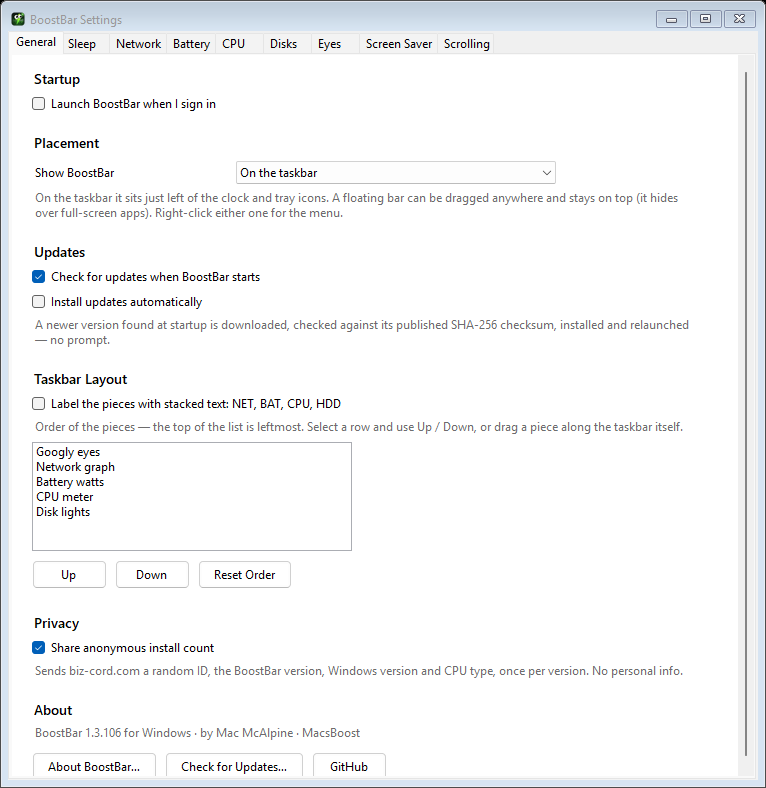 BoostBar Settings
General Sleep Network Battery CPU Disks Eyes Screen Saver Scrolling
Startup
Launch BoostBar when I sign in
Placement
Show BoostBar On the taskbar
On the taskbar it sits just left of the clock and tray icons. A floating bar can be dragged anywhere and stays on top (it hides
over full-screen apps). Right-click either one for the menu.
Updates
Check for updates when BoostBar starts
Install updates automatically
A newer version found at startup is downloaded, checked against its published SHA-256 checksum, installed and relaunched
— no prompt.
Taskbar Layout
Label the pieces with stacked text: NET, BAT, CPU, HDD
Order of the pieces — the top of the list is leftmost. Select a row and use Up / Down, or drag a piece along the taskbar itself.
Googly eyes
Network graph
Battery watts
CPU meter
Disk lights
Up Down Reset Order
Privacy
Share anonymous install count
Sends biz-cord.com a random ID, the BoostBar version, Windows version and CPU type, once per version. No personal info.
About
BoostBar 1.3.106 for Windows · by Mac McAlpine · MacsBoost
About BoostBar... Check for Updates... GitHub